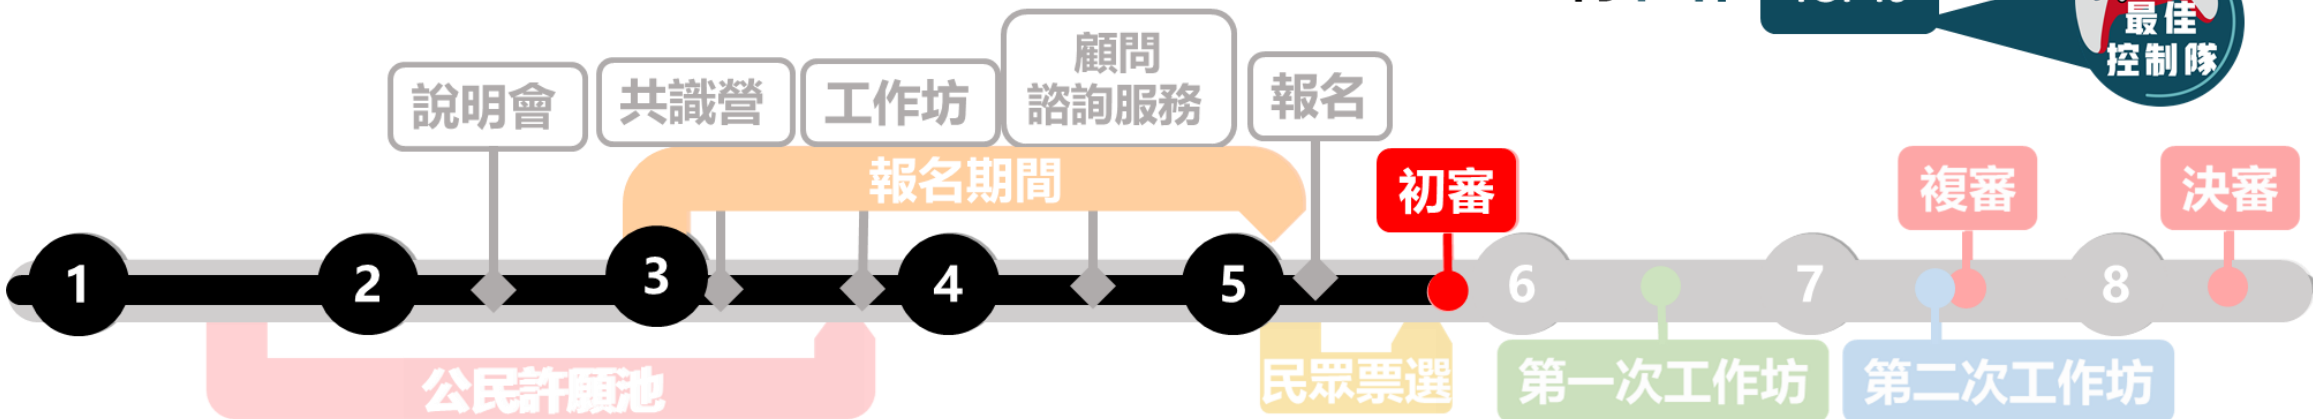 最佳
控制隊
說明會
共識營
工作坊
顧問
諮詢服務
報名
報名期間
初審
複審
決審
1
2
3
4
5
6
7
8
公民許願池
民眾票選
第一次工作坊
第二次工作坊